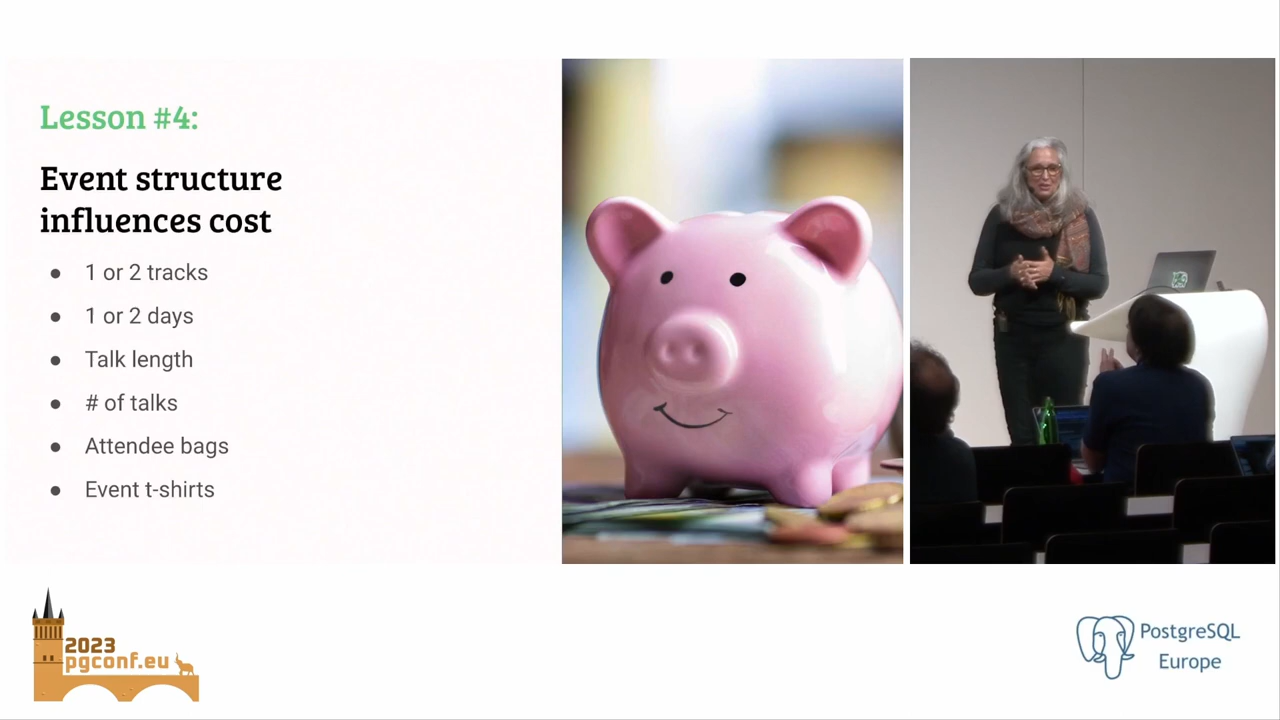 Lesson #4:
Event structure
influences cost
● 1 or 2 tracks
● 1 or 2 days
● Talk length
● # of talks
● Attendee bags
● Event t-shirts
2023
pgconf.eu
PostgreSQL
Europe